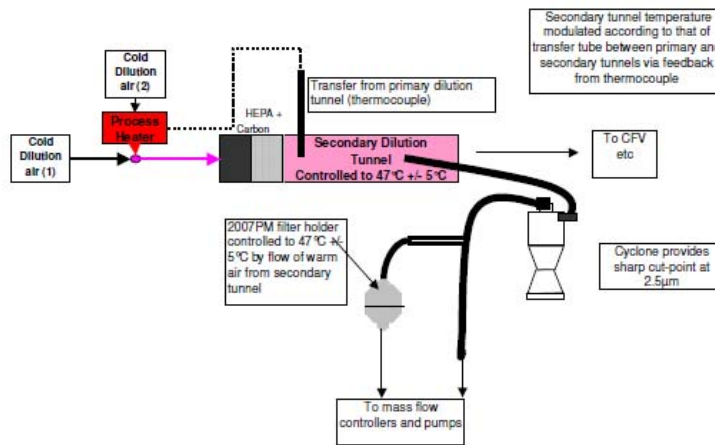 Secondary tunnel temperature
modulated according to that of
transfer tube between primary and
secondary tunnels via feedback
from thermocouple
Cold
Dilution
air (2)
Process
Heater
HEPA +
Carbon
Transfer from primary dilution
tunnel (thermocouple)
Cold
Dilution
air (1)
Secondary Dilution
Tunnel
Controlled to 47°C +/- 5°C
To CFV
etc
2007PM filter holder
controlled to 47°C +/-
5°C by flow of warm
air from secondary
tunnel
Cyclone provides
sharp cut-point at
2.5µm
To mass flow
controllers and pumps